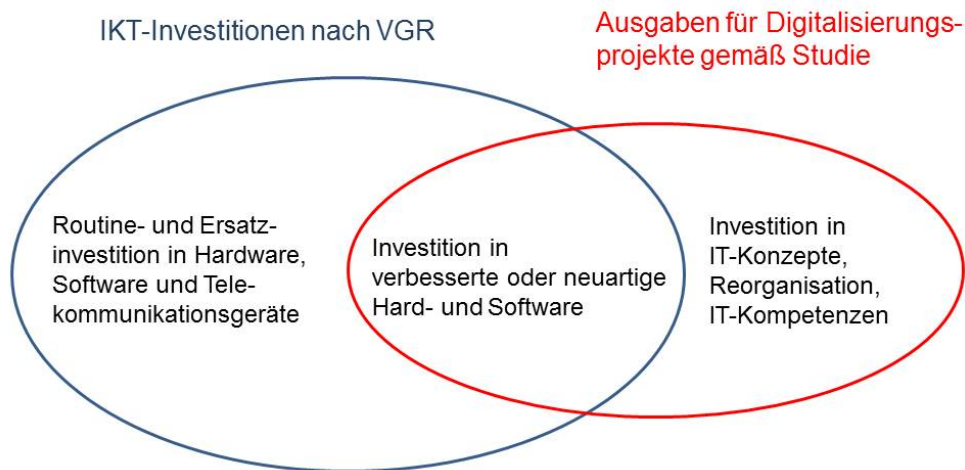 IKT-Investitionen nach VGR
Ausgaben für Digitalisierungs-
projekte gemäß Studie
Routine- und Ersatz-
investition in Hardware,
Software und Tele-
kommunikationsgeräte
Investition in
verbesserte oder neuartige
Hard- und Software
Investition in
IT-Konzepte,
Reorganisation,
IT-Kompetenzen